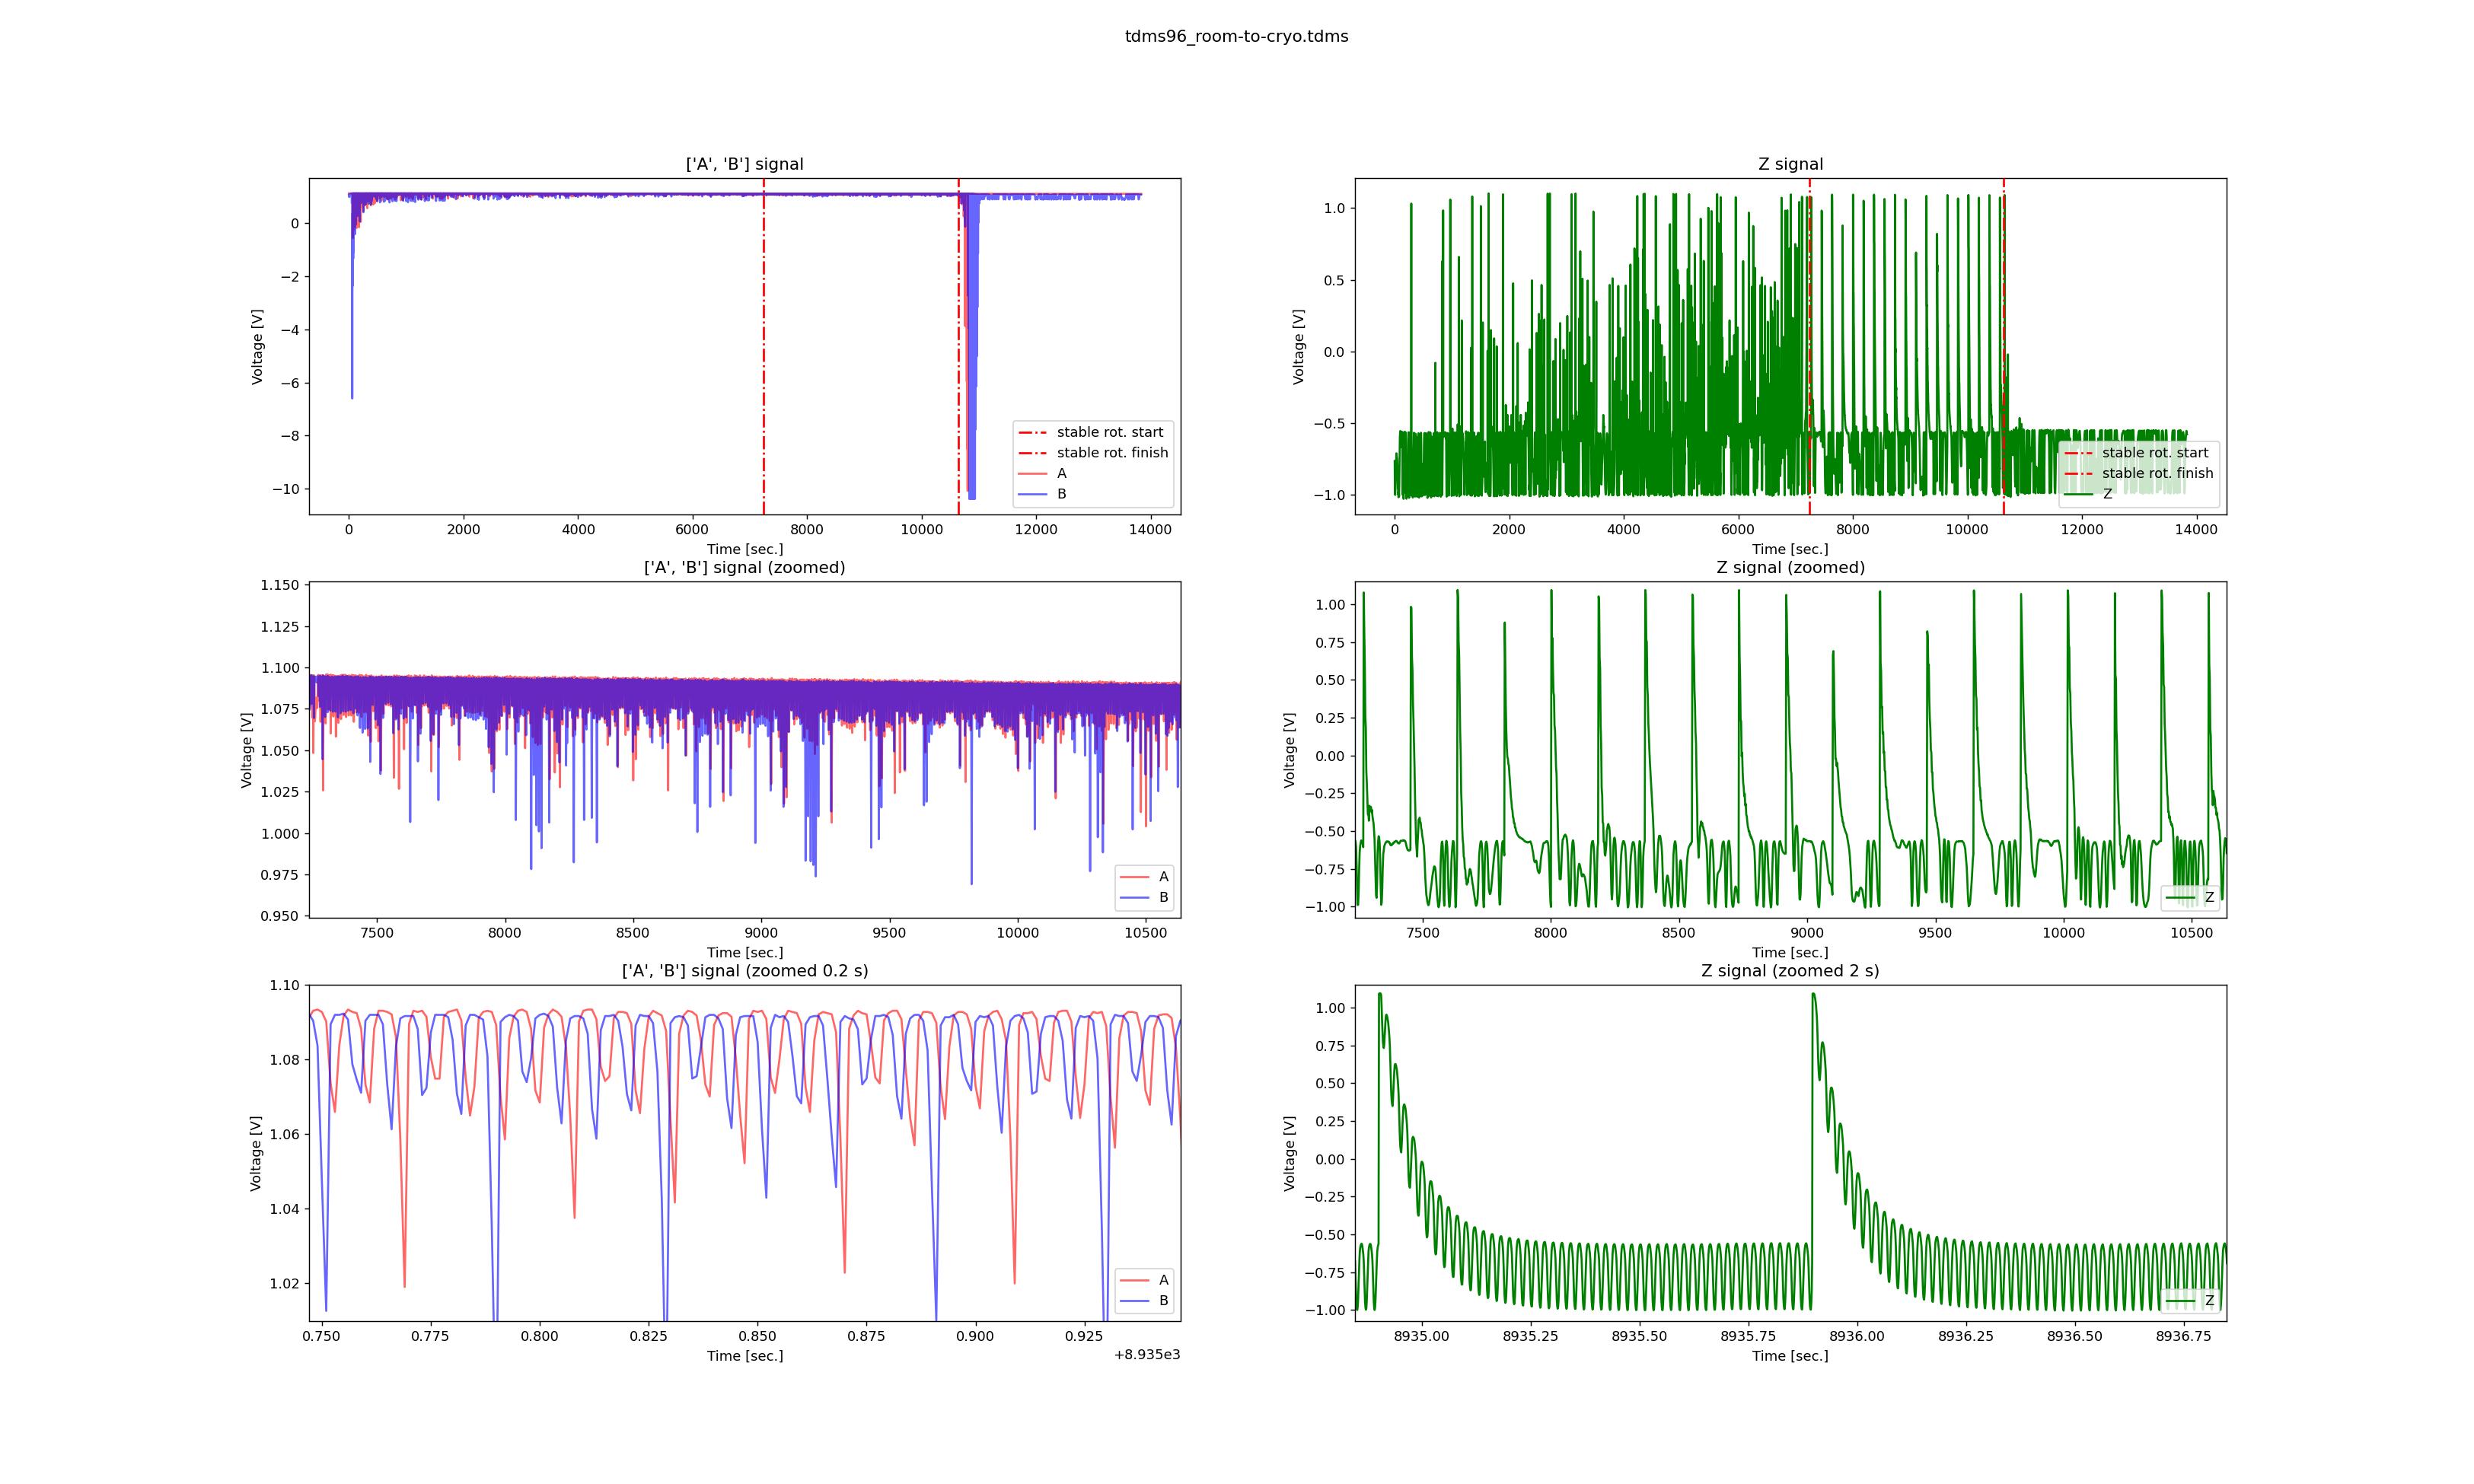 tdms96_room-to-cryo.tdms
['A', 'B'] signal
Voltage [V]
0
−2
−4
−6
−8
−10
stable rot. start
stable rot. finish
A
B
0 2000 4000 6000 8000 10000 12000 14000
Time [sec.]
Z signal
Voltage [V]
1.0
0.5
0.0
−0.5
−1.0
stable rot. start
stable rot. finish
Z
0 2000 4000 6000 8000 10000 12000 14000
Time [sec.]
['A', 'B'] signal (zoomed)
Voltage [V]
1.150
1.125
1.100
1.075
1.050
1.025
1.000
0.975
0.950
A
B
7500 8000 8500 9000 9500 10000 10500
Time [sec.]
Z signal (zoomed)
Voltage [V]
1.00
0.75
0.50
0.25
0.00
−0.25
−0.50
−0.75
−1.00
Z
7500 8000 8500 9000 9500 10000 10500
Time [sec.]
['A', 'B'] signal (zoomed 0.2 s)
Voltage [V]
1.10
1.08
1.06
1.04
1.02
A
B
0.750 0.775 0.800 0.825 0.850 0.875 0.900 0.925
Time [sec.]
+8.935e3
Z signal (zoomed 2 s)
Voltage [V]
1.00
0.75
0.50
0.25
0.00
−0.25
−0.50
−0.75
−1.00
Z
8935.00 8935.25 8935.50 8935.75 8936.00 8936.25 8936.50 8936.75
Time [sec.]